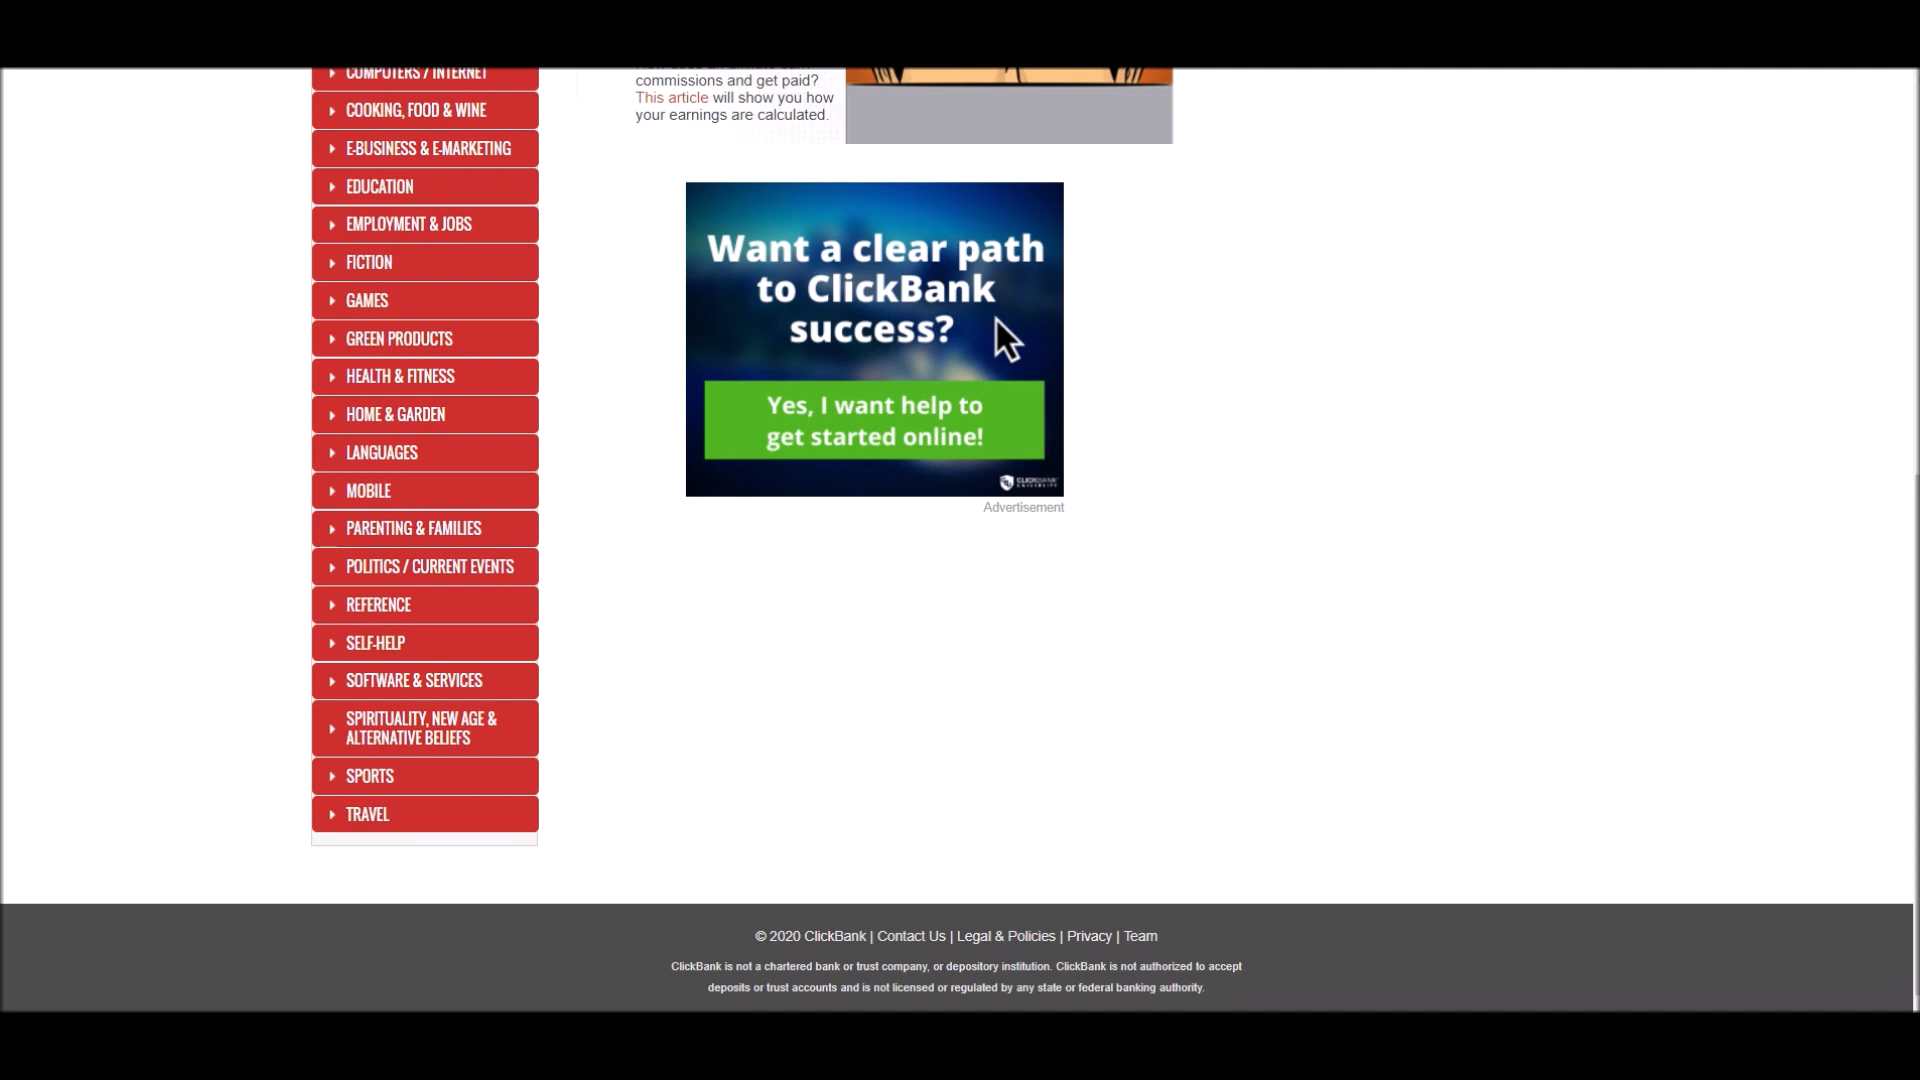 COMPUTERS / INTERNET
COOKING, FOOD & WINE
E-BUSINESS & E-MARKETING
EDUCATION
EMPLOYMENT & JOBS
FICTION
GAMES
GREEN PRODUCTS
HEALTH & FITNESS
HOME & GARDEN
LANGUAGES
MOBILE
PARENTING & FAMILIES
POLITICS / CURRENT EVENTS
REFERENCE
SELF-HELP
SOFTWARE & SERVICES
SPIRITUALITY, NEW AGE &
ALTERNATIVE BELIEFS
SPORTS
TRAVEL
commissions and get paid?
This article will show you how
your earnings are calculated.
Want a clear path
to ClickBank
success?
Yes, I want help to
get started online!
CLICKBANK
UNIVERSITY
Advertisement
© 2020 ClickBank | Contact Us | Legal & Policies | Privacy | Team
ClickBank is not a chartered bank or trust company, or depository institution. ClickBank is not authorized to accept
deposits or trust accounts and is not licensed or regulated by any state or federal banking authority.